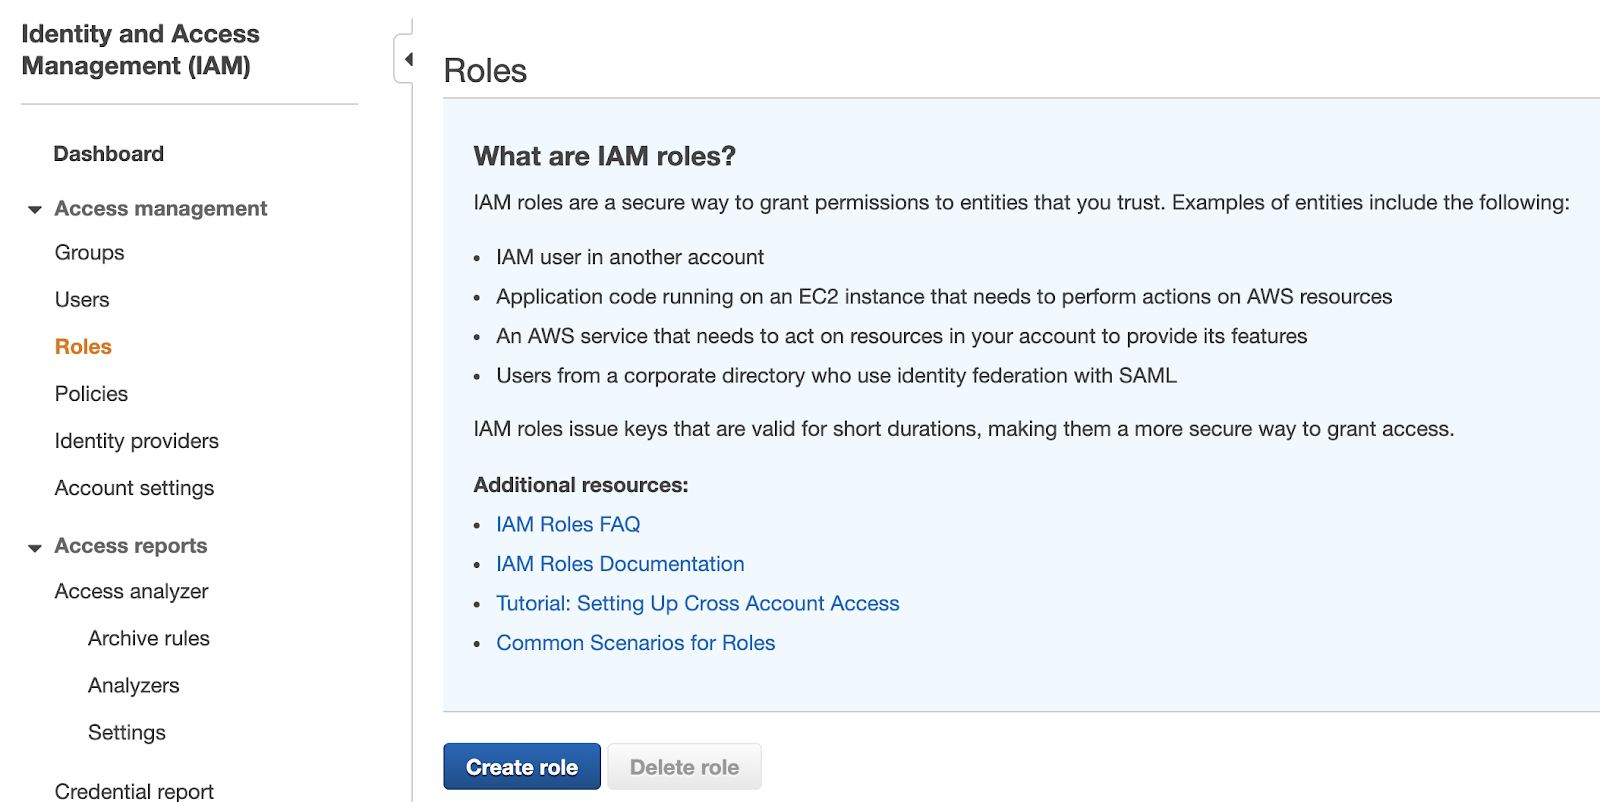 Identity and Access
Management (IAM)
Dashboard
Access management
Groups
Users
Roles
Policies
Identity providers
Account settings
Access reports
Access analyzer
Archive rules
Analyzers
Settings
Credential report
Roles
What are IAM roles?
IAM roles are a secure way to grant permissions to entities that you trust. Examples of entities include the following:
• IAM user in another account
• Application code running on an EC2 instance that needs to perform actions on AWS resources
• An AWS service that needs to act on resources in your account to provide its features
• Users from a corporate directory who use identity federation with SAML
IAM roles issue keys that are valid for short durations, making them a more secure way to grant access.
Additional resources:
• IAM Roles FAQ
• IAM Roles Documentation
• Tutorial: Setting Up Cross Account Access
• Common Scenarios for Roles
Create role
Delete role